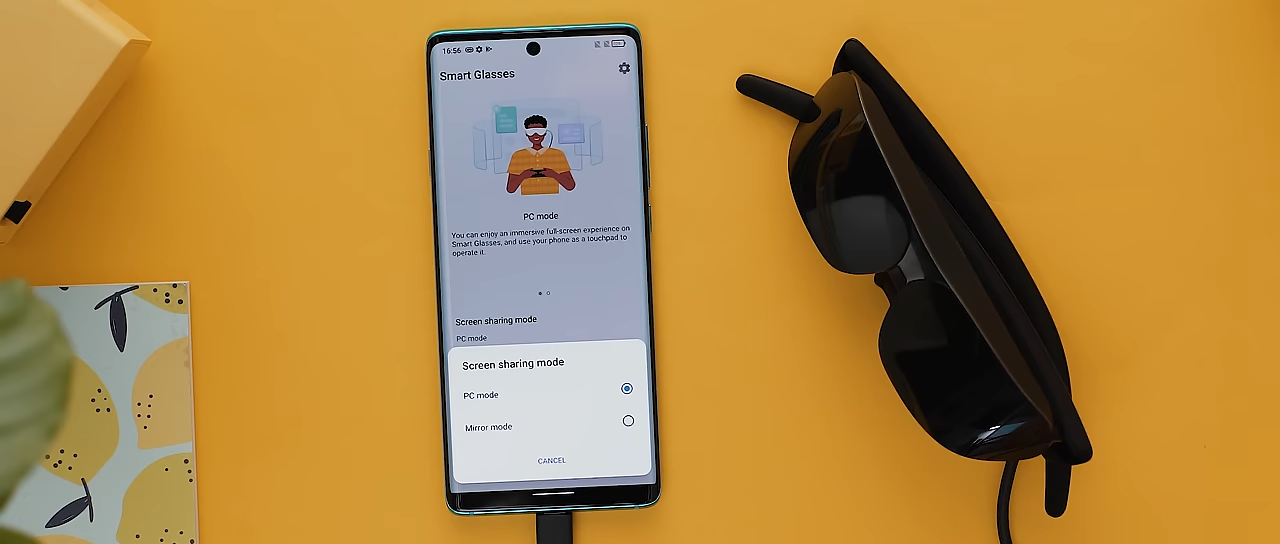 16:56
Smart Glasses
PC mode
You can enjoy an immersive full-screen experience on
Smart Glasses, and use your phone as a touchpad to
operate it.
Screen sharing mode
PC mode
Screen sharing mode
PC mode
Mirror mode
CANCEL